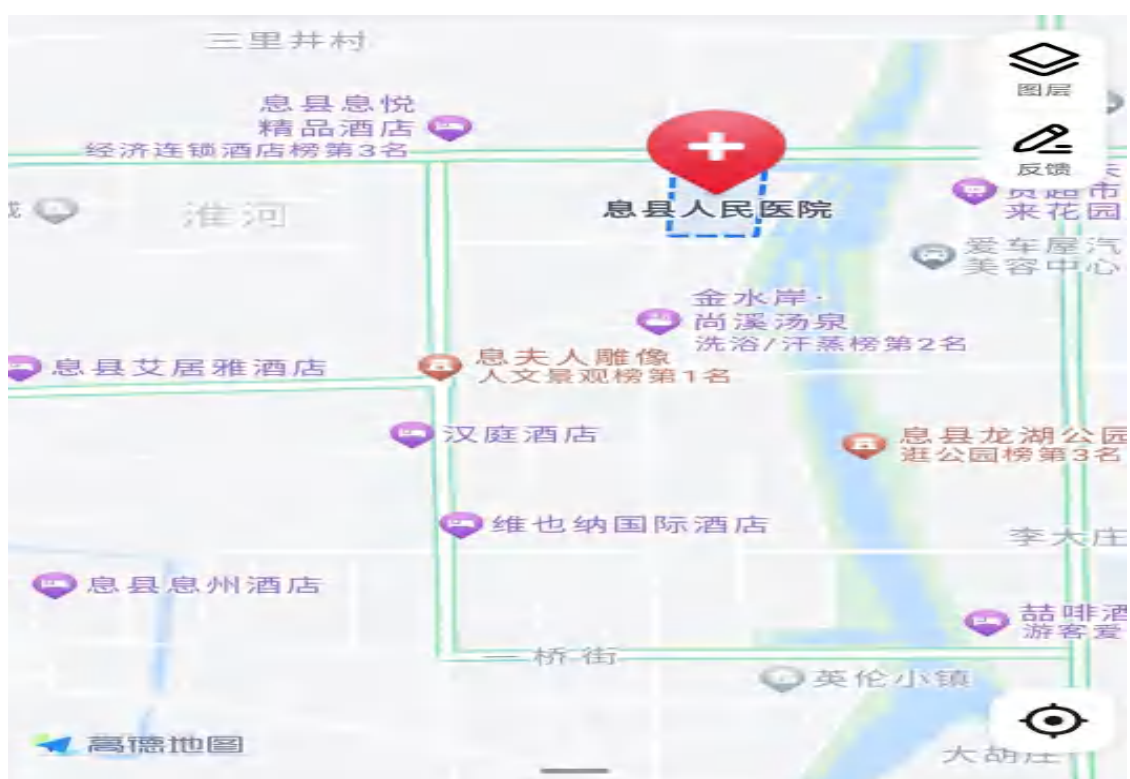 三里井村
图层
息县息悦
精品酒店
经济连锁酒店榜第3名
反馈
淮河
息县人民医院
贡超市
来花园
爱车屋汽
美容中心
金水岸·
尚溪汤泉
洗浴/汗蒸榜第2名
息县艾居雅酒店
息夫人雕像
人文景观榜第1名
汉庭酒店
息县龙湖公园
逛公园榜第3名
维也纳国际酒店
李大庄
息县息州酒店
喆啡酒
游客爱
一桥街
英伦小镇
高德地图
大胡庄